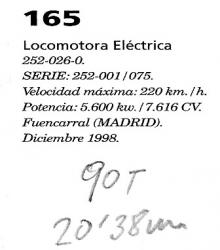 165
Locomotora Eléctrica
252-026-0.
SERIE: 252-001/075.
Velocidad máxima: 220 km./h.
Potencia: 5.600 kw./7.616 CV.
Fuencarral (MADRID).
Diciembre 1998.
90T
20'38m